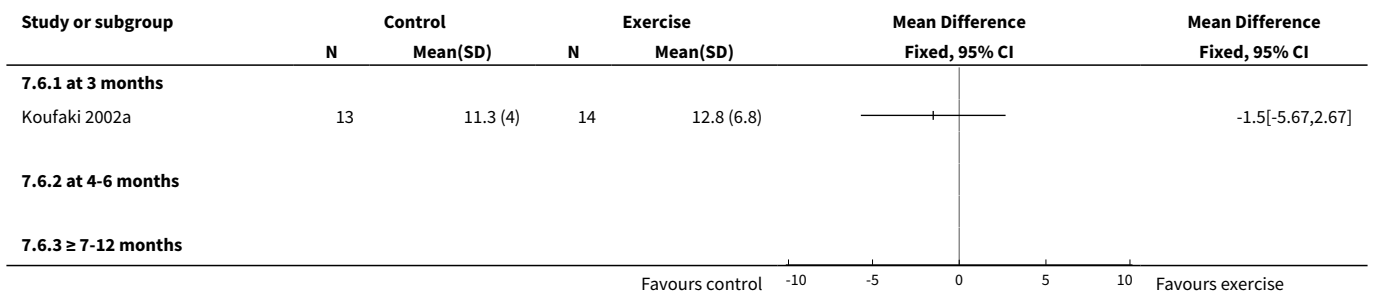 Study or subgroup Control Exercise Mean Difference Mean Difference
N Mean(SD) N Mean(SD) Fixed, 95% CI Fixed, 95% CI
7.6.1 at 3 months
Koufaki 2002a 13 11.3 (4) 14 12.8 (6.8) -1.5[-5.67,2.67]
7.6.2 at 4-6 months
7.6.3 ≥ 7-12 months
Favours control -10 -5 0 5 10 Favours exercise